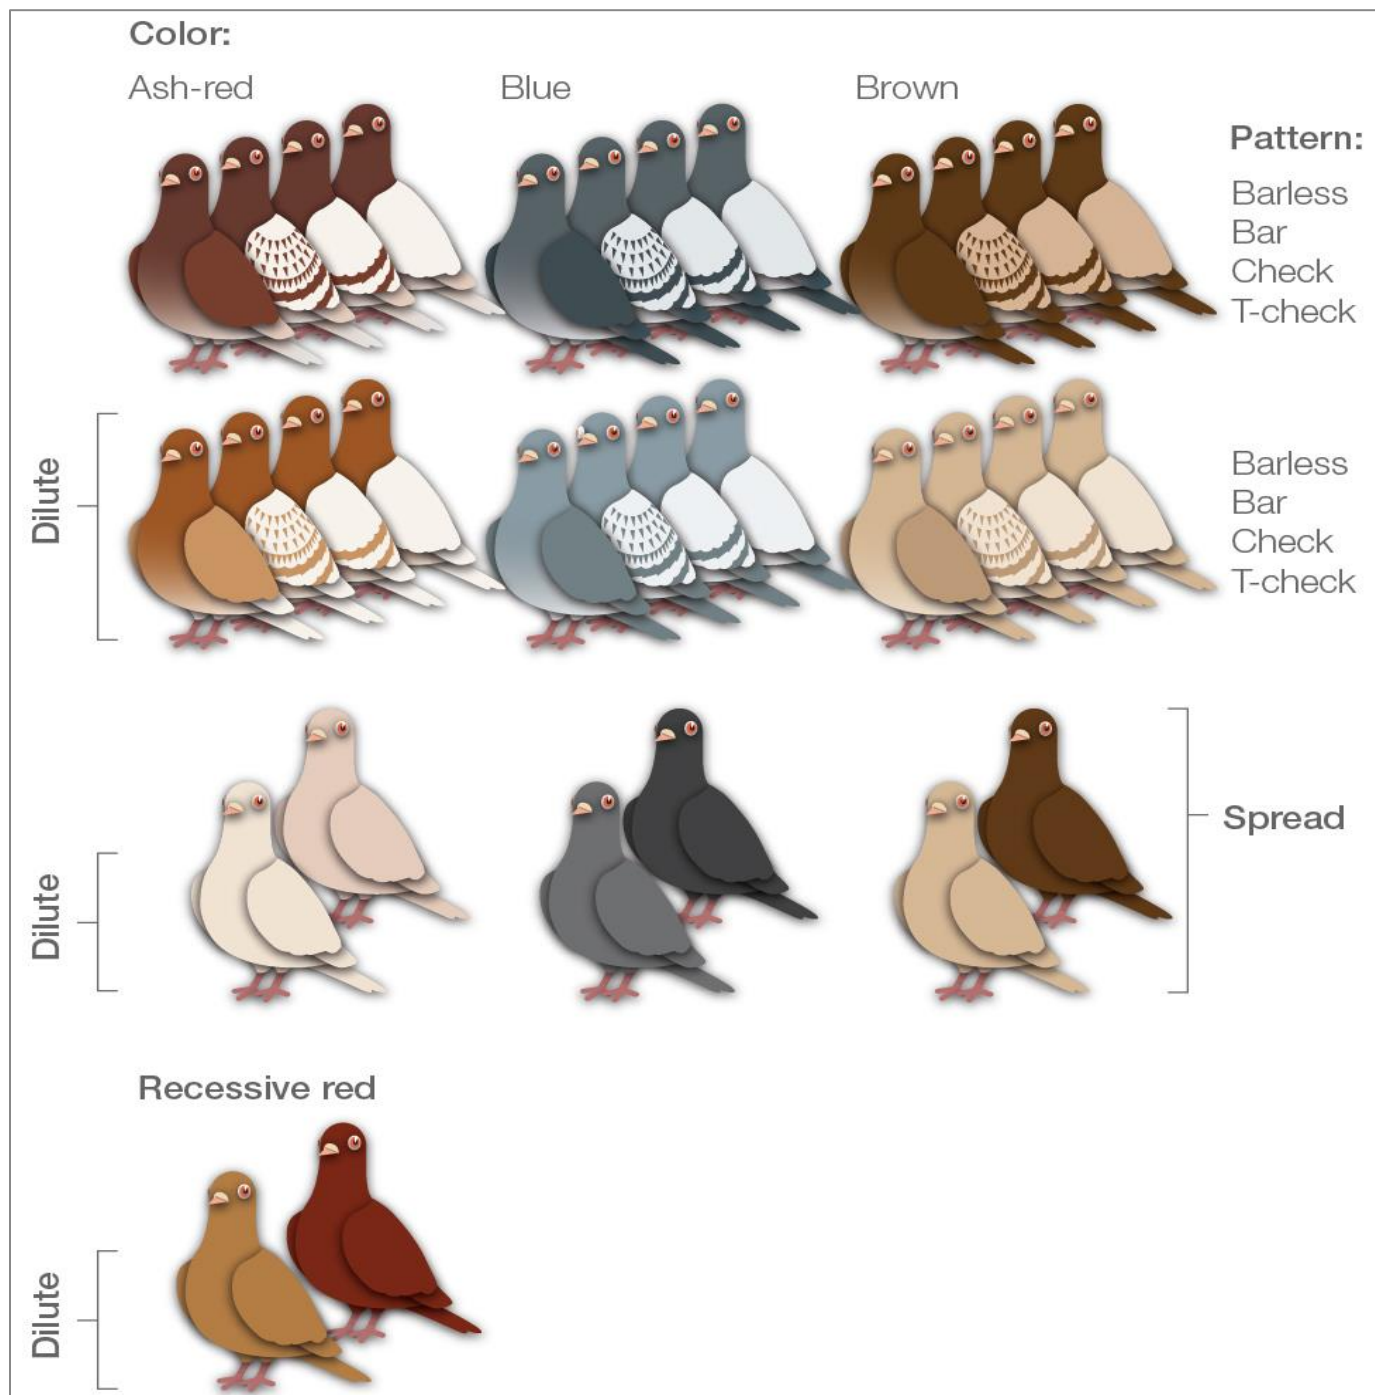 Color:
Ash-red
Blue
Brown
Pattern:
Barless
Bar
Check
T-check
Dilute
Barless
Bar
Check
T-check
Spread
Dilute
Recessive red
Dilute